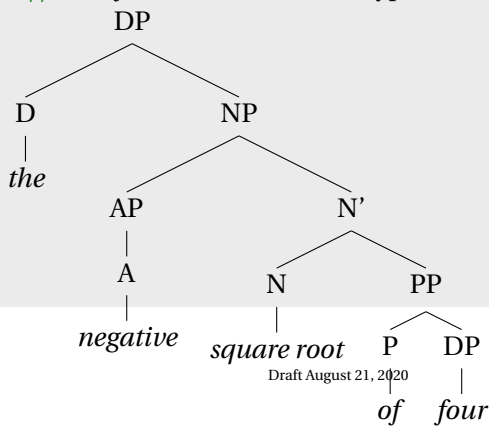 DP
D NP
the
AP N’
A N PP
negative square root P DP
Draft August 21, 2020
of four